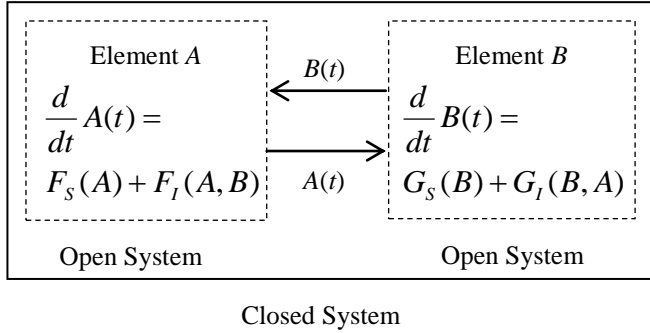 Element A
d/dt A(t) =
F_S(A) + F_I(A, B)
B(t)
A(t)
Element B
d/dt B(t) =
G_S(B) + G_I(B, A)
Open System
Open System
Closed System